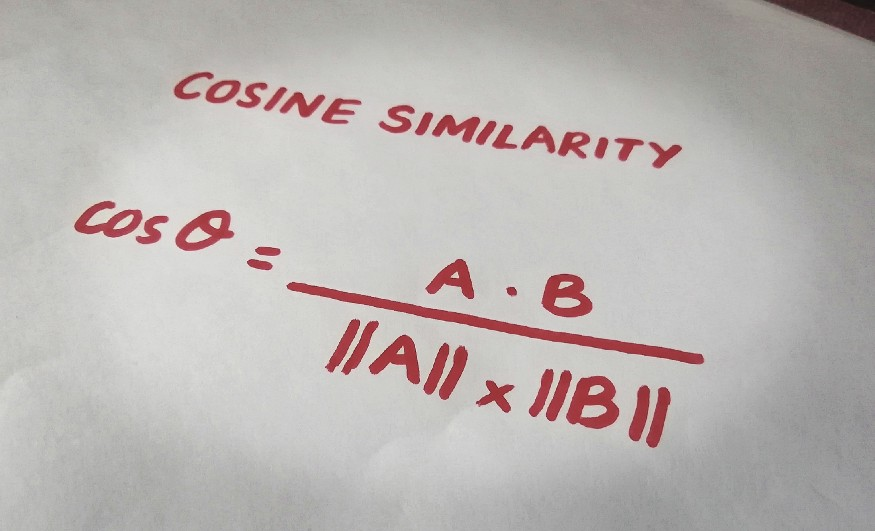 COSINE SIMILARITY
cos θ = A · B
||A|| × ||B||